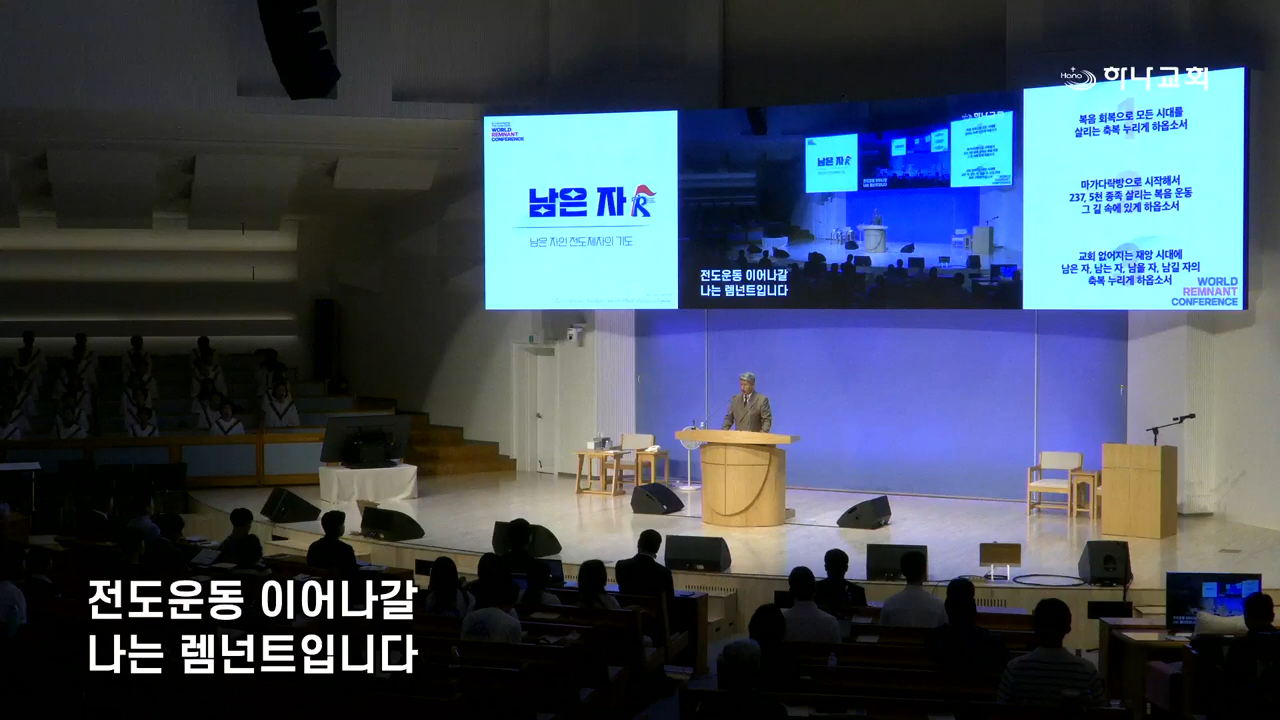 Hana 하나교회
WORLD
REMNANT
CONFERENCE
남은 자 R
남은 자인 전도제자의 기도
하나교회
남은 자 R
전도운동 이어나갈
나는 렘넌트입니다
복음 회복으로 모든 시대를
살리는 축복 누리게 하옵소서
마가다락방으로 시작해서
237, 5천 종족 살리는 복음 운동
그 길 속에 있게 하옵소서
교회 없어지는 재앙 시대에
남은 자, 남는 자, 남을 자, 남길 자의
축복 누리게 하옵소서
WORLD
REMNANT
CONFERENCE
전도운동 이어나갈
나는 렘넌트입니다